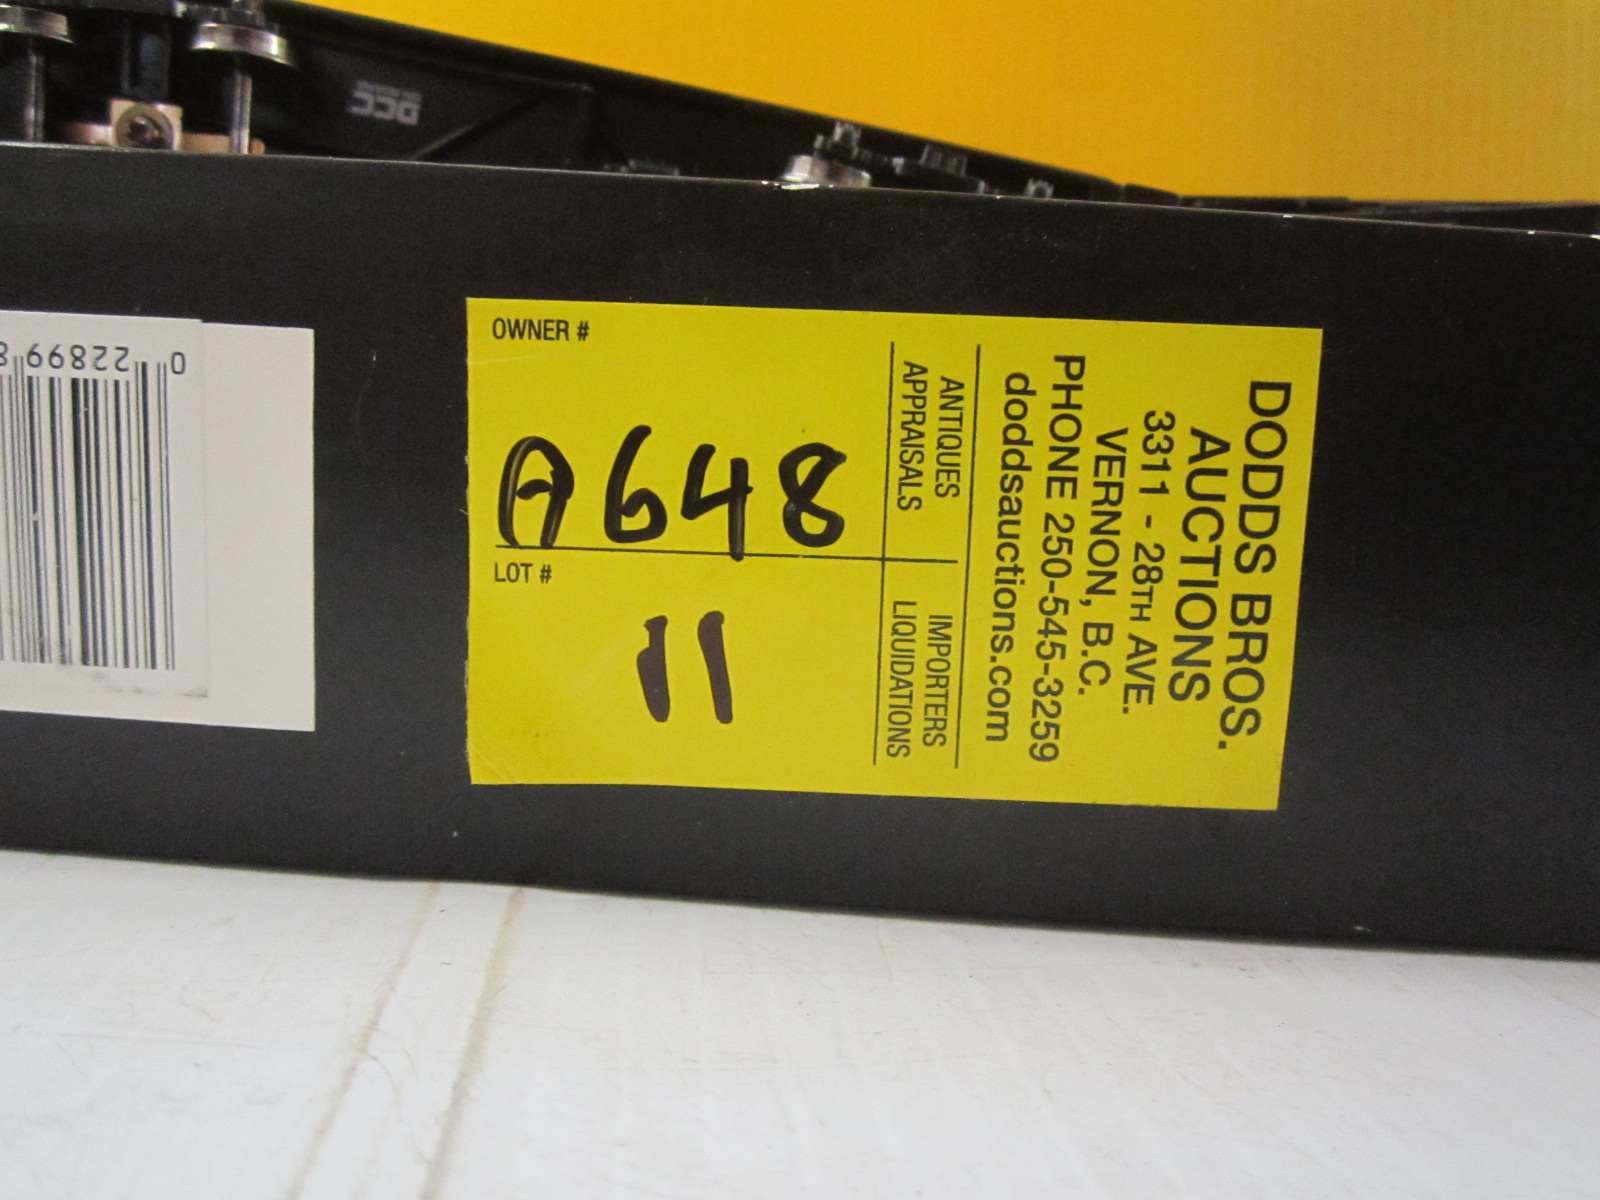 DCC
0 22899 8
OWNER #
A648
LOT #
11
ANTIQUES
APPRAISALS
IMPORTERS
LIQUIDATIONS
DODDS BROS.
AUCTIONS
3311 - 28TH AVE.
VERNON, B.C.
PHONE 250-545-3259
doddsauctions.com